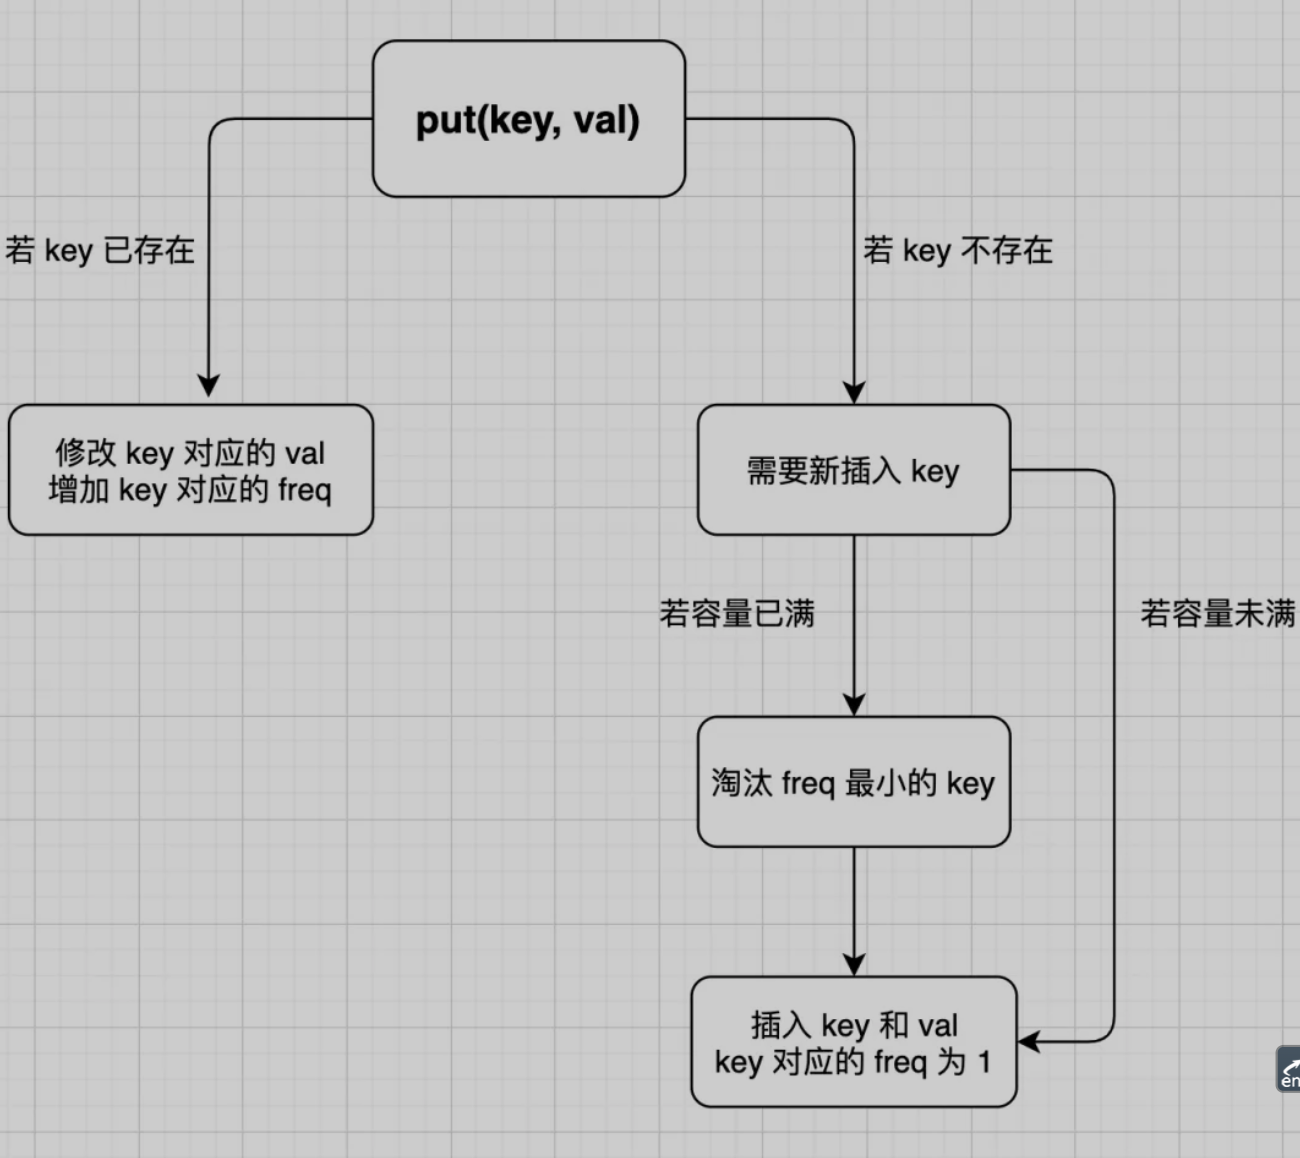 put(key, val)
若 key 已存在
若 key 不存在
修改 key 对应的 val
增加 key 对应的 freq
需要新插入 key
若容量已满
若容量未满
淘汰 freq 最小的 key
插入 key 和 val
key 对应的 freq 为 1
en